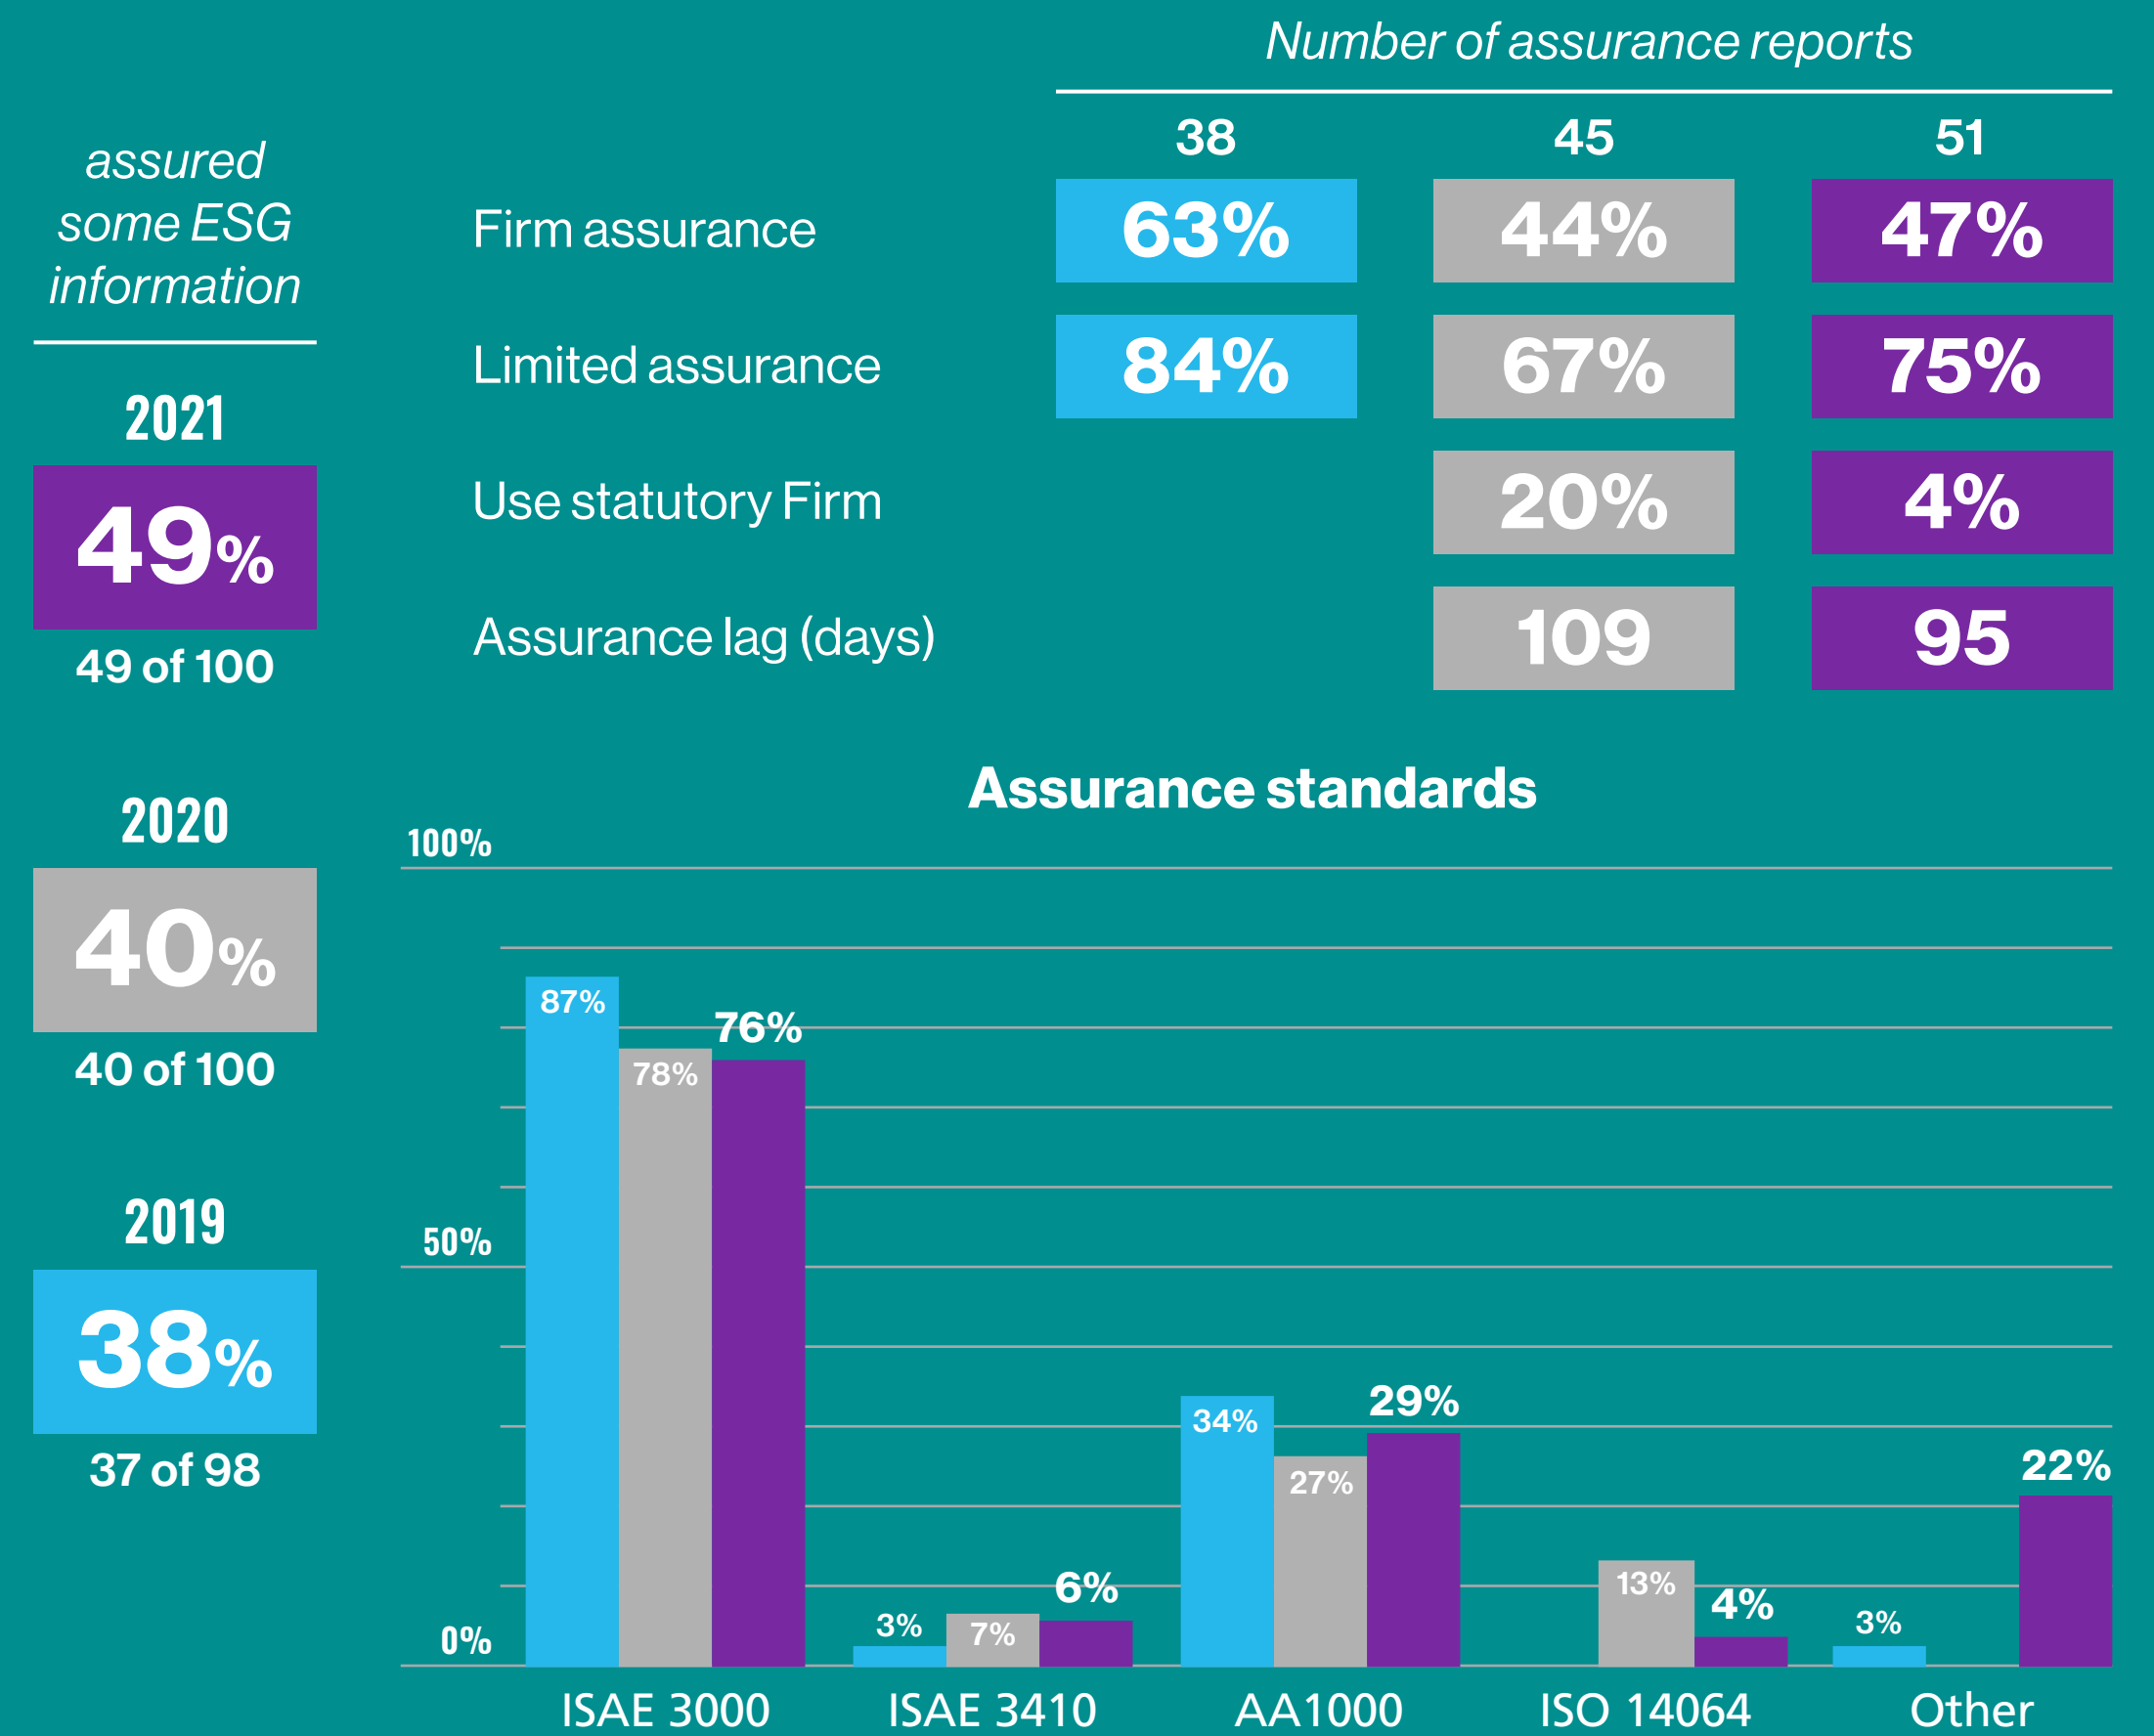 assured
some ESG
information
2021
49%
49 of 100
2020
40%
40 of 100
2019
38%
37 of 98
Number of assurance reports
38 45 51
Firm assurance 63% 44% 47%
Limited assurance 84% 67% 75%
Use statutory Firm 20% 4%
Assurance lag (days) 109 95
Assurance standards
100%
50%
0%
87% 78% 76%
3% 7% 6%
34% 27% 29%
13% 4%
3% 22%
ISAE 3000 ISAE 3410 AA1000 ISO 14064 Other